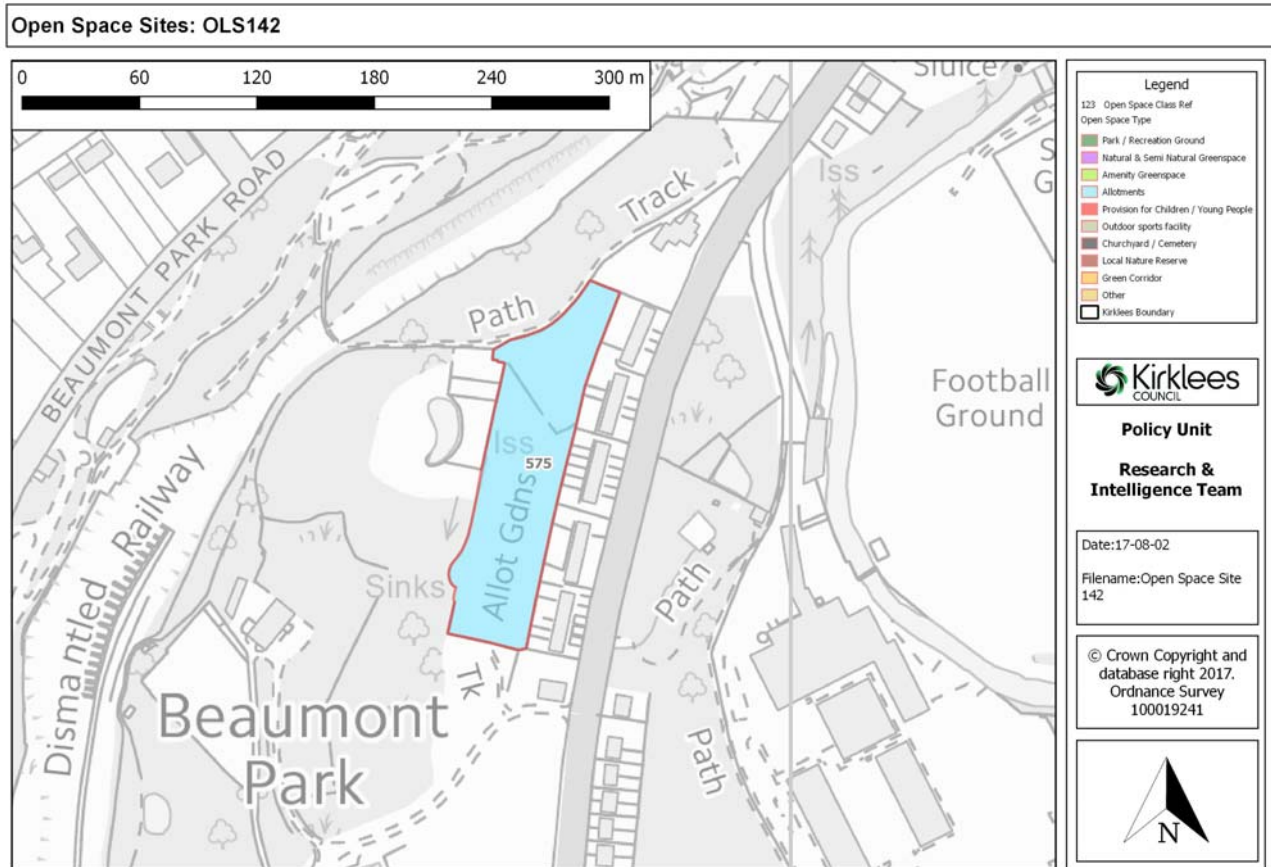 Open Space Sites: OLS142
0 60 120 180 240 300 m
Sluice
BEAUMONT PARK ROAD
Iss
Track
Path
Football
Ground
Iss
575
Allot Gdns
Sinks
Dismantled Railway
Path
Tk
Path
Beaumont
Park
Legend
123 Open Space Class Ref
Open Space Type
Park / Recreation Ground
Natural & Semi Natural Greenspace
Amenity Greenspace
Allotments
Provision for Children / Young People
Outdoor sports facility
Churchyard / Cemetery
Local Nature Reserve
Green Corridor
Other
Kirklees Boundary
Kirklees
COUNCIL
Policy Unit
Research &
Intelligence Team
Date:17-08-02
Filename:Open Space Site
142
© Crown Copyright and
database right 2017.
Ordnance Survey
100019241
N